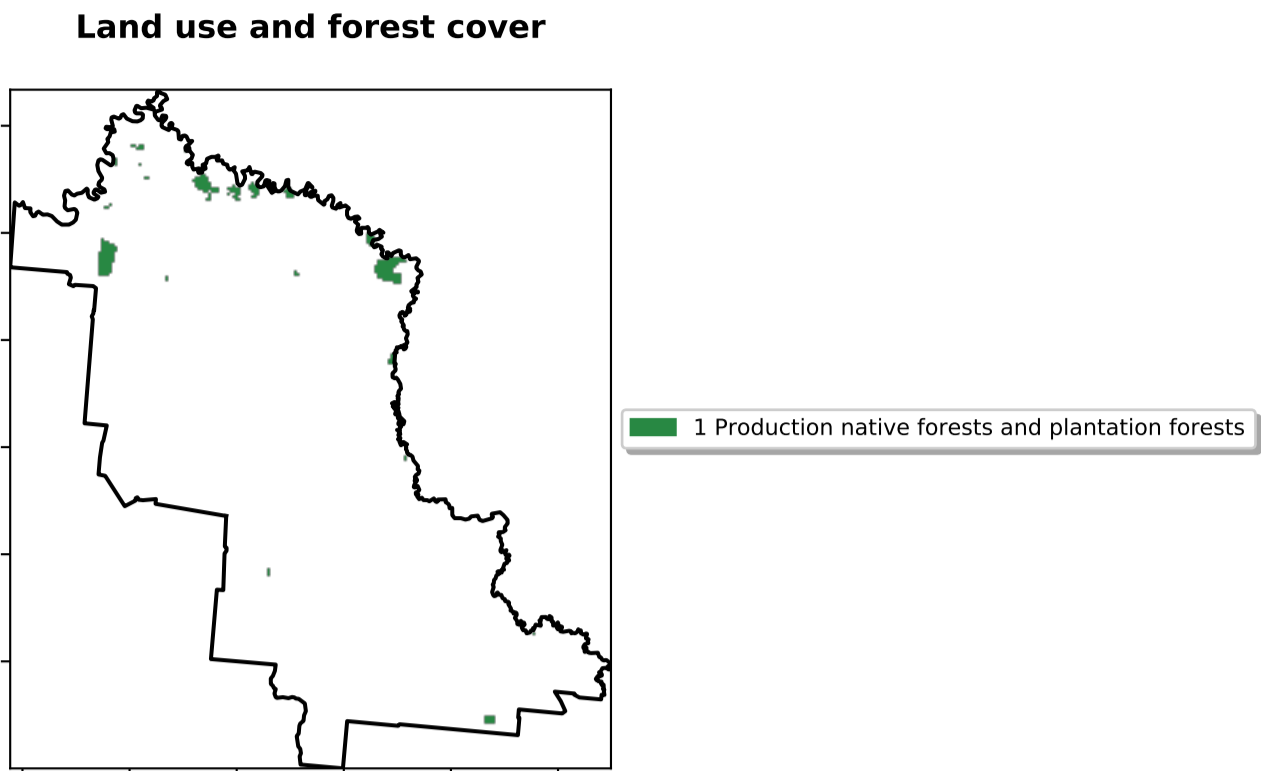 Land use and forest cover
1 Production native forests and plantation forests